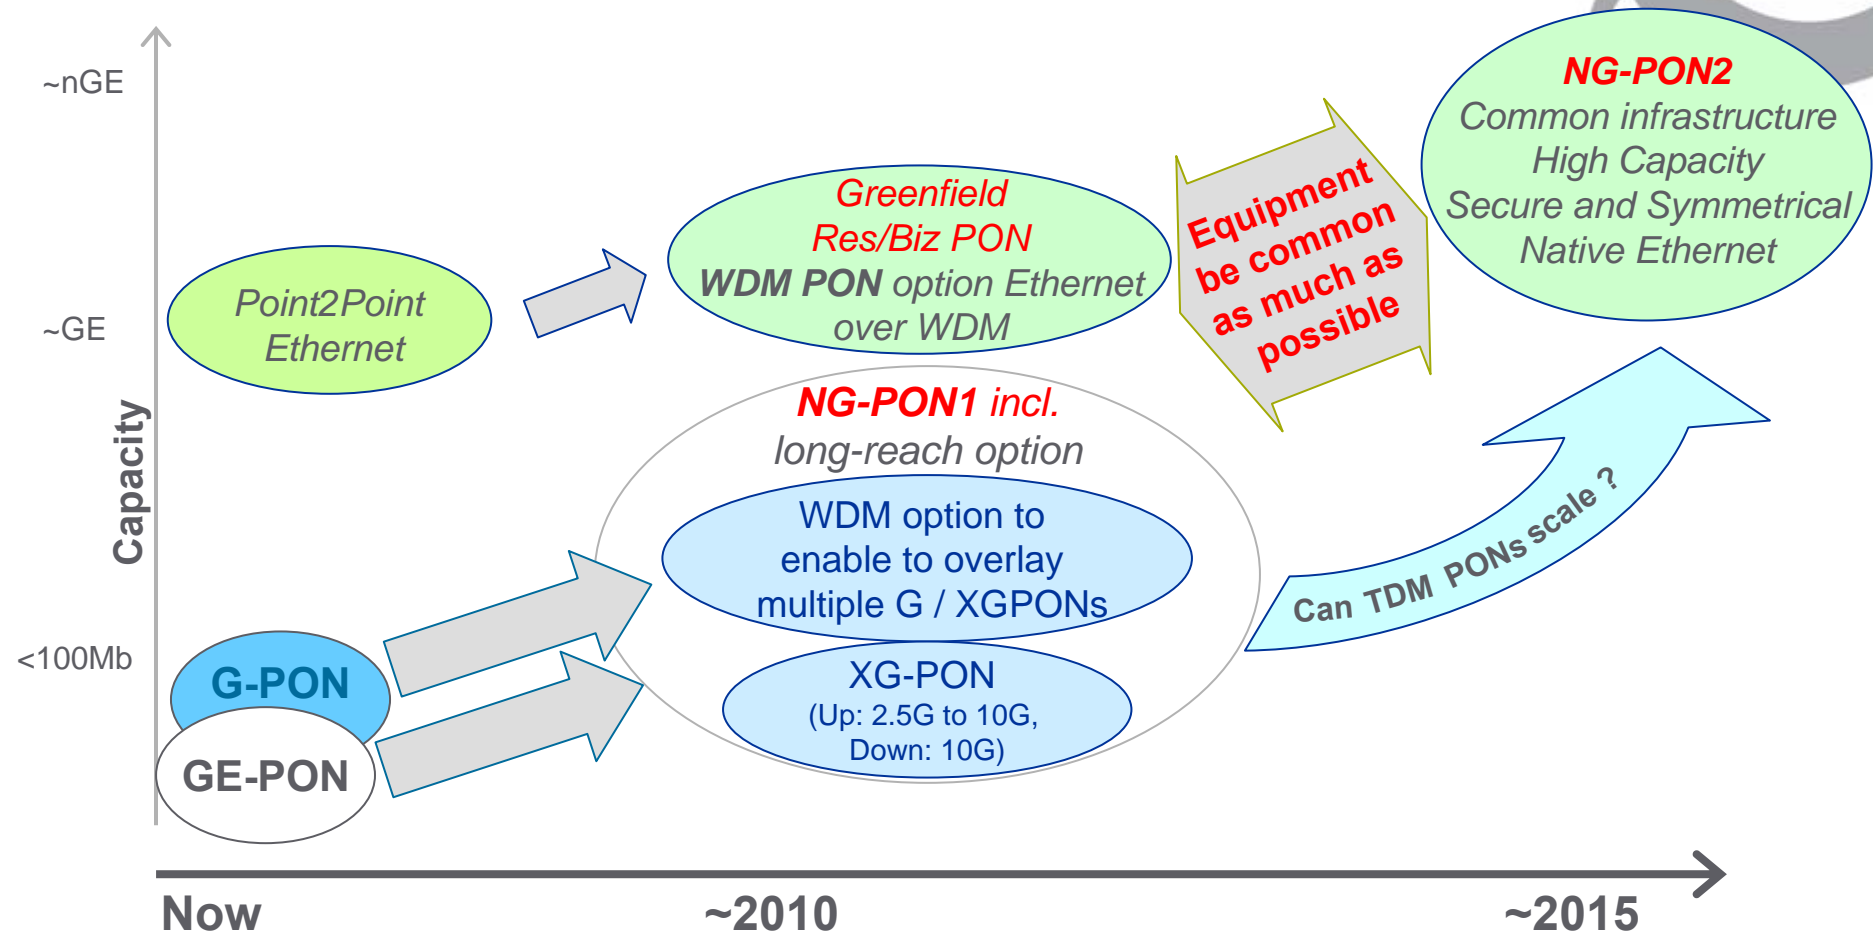 ~nGE
~GE
<100Mb
Capacity
Point2Point
Ethernet
G-PON
GE-PON
Greenfield
Res/Biz PON
WDM PON option Ethernet
over WDM
NG-PON1 incl.
long-reach option
WDM option to
enable to overlay
multiple G / XGPONs
XG-PON
(Up: 2.5G to 10G,
Down: 10G)
Equipment
be common
as much as
possible
NG-PON2
Common infrastructure
High Capacity
Secure and Symmetrical
Native Ethernet
Can TDM PONs scale ?
Now
~2010
~2015